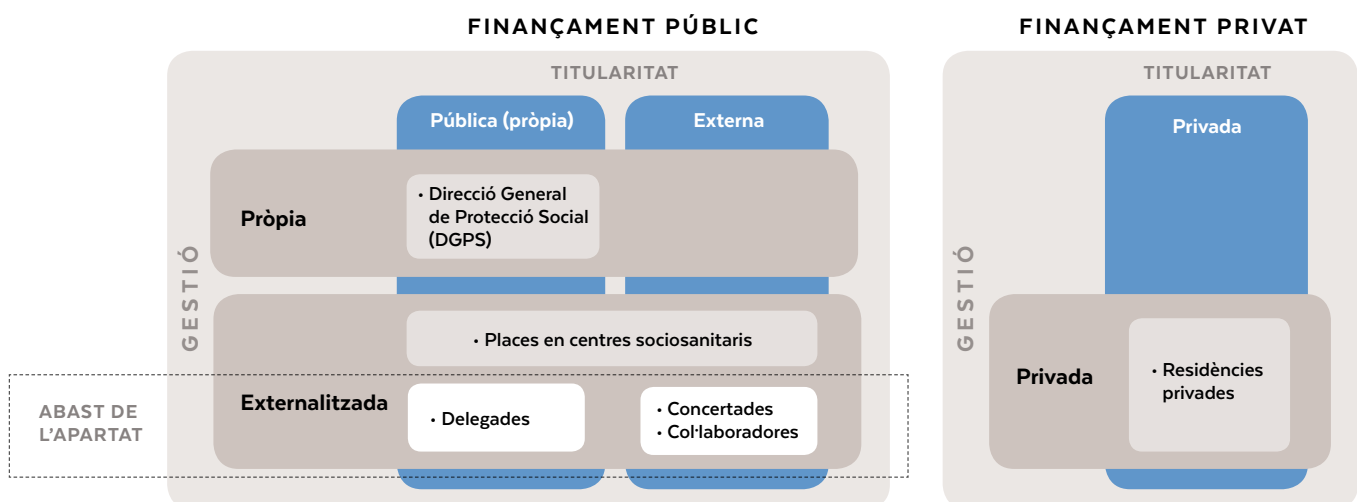 FINANÇAMENT PÚBLIC
TITULARITAT
Pública (pròpia)
Externa
GESTIÓ
Pròpia
• Direcció General
de Protecció Social
(DGPS)
• Places en centres sociosanitaris
Externalitzada
• Delegades
• Concertades
• Col·laboradores
ABAST DE
L’APARTAT
FINANÇAMENT PRIVAT
TITULARITAT
Privada
GESTIÓ
Privada
• Residències
privades